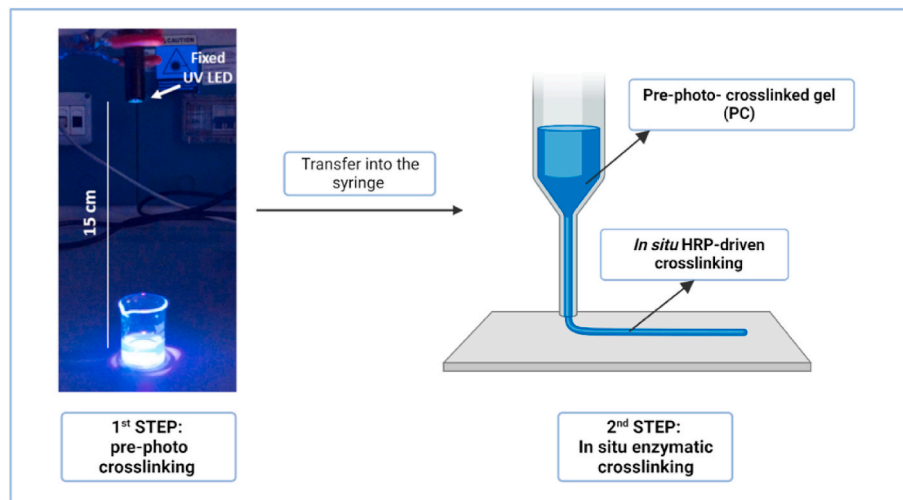 CAUTION
Fixed
UV LED
15 cm
Transfer into the
syringe
Pre-photo- crosslinked gel
(PC)
In situ HRP-driven
crosslinking
1st STEP:
pre-photo
crosslinking
2nd STEP:
In situ enzymatic
crosslinking